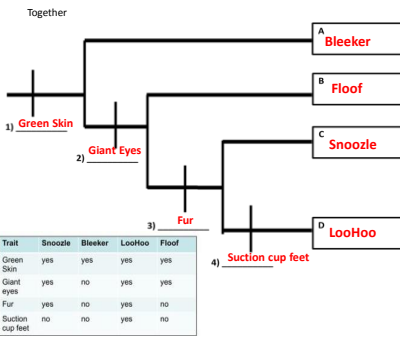 Together
A
Bleeker
B
Floof
1) Green Skin
C
Snoozle
2) Giant Eyes
3) Fur
D
LooHoo
4) Suction cup feet
Trait Snoozle Bleeker LooHoo Floof
Green yes yes yes yes
Skin
Giant yes no yes yes
eyes
Fur yes no yes no
Suction no no yes no
cup feet